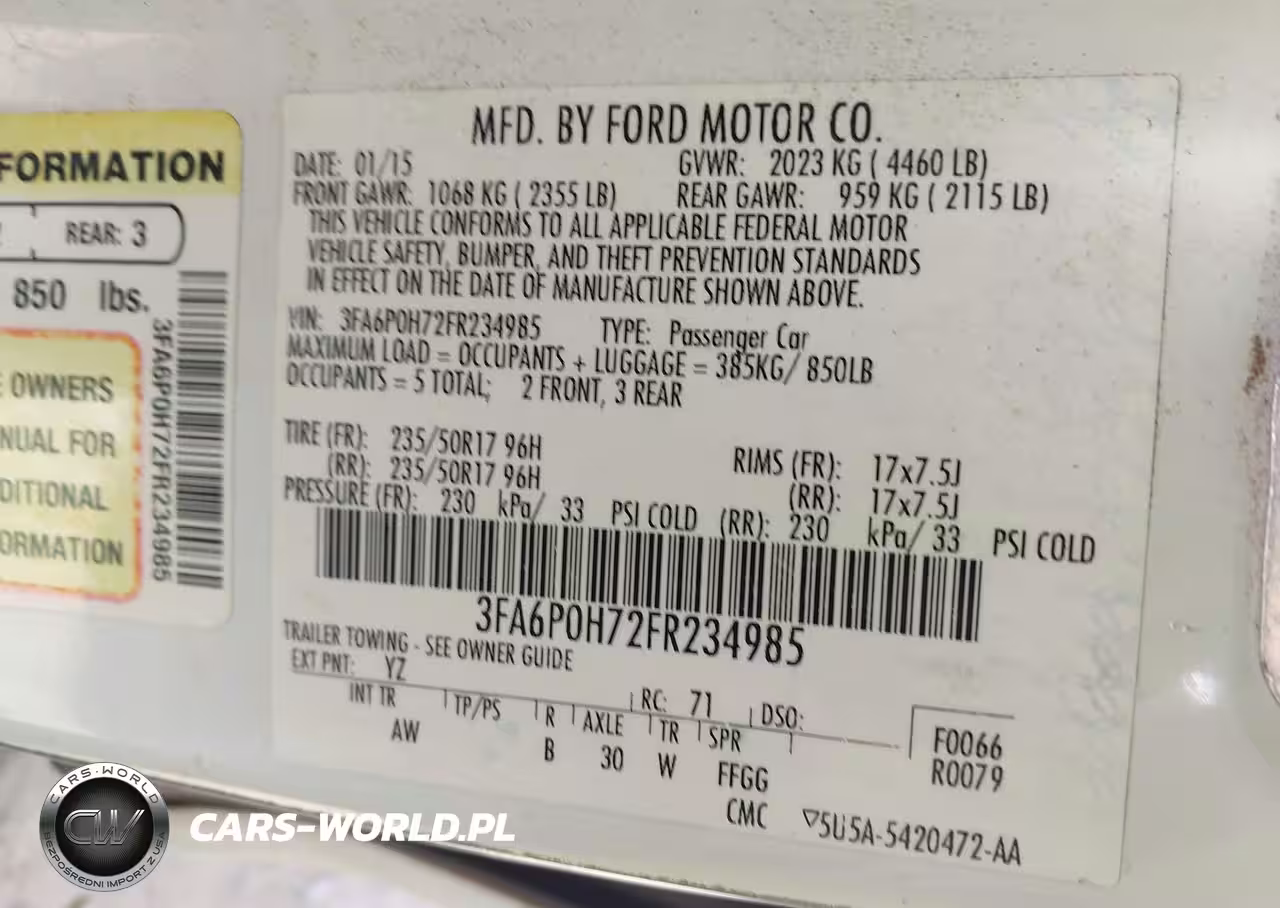 FORMATION
REAR: 3
850 lbs.
3FA6P0H72FR234985
OWNERS
NUAL FOR
DITIONAL
ORMATION
MFD. BY FORD MOTOR CO.
DATE: 01/15 GVWR: 2023 KG ( 4460 LB)
FRONT GAWR: 1068 KG ( 2355 LB) REAR GAWR: 959 KG ( 2115 LB)
THIS VEHICLE CONFORMS TO ALL APPLICABLE FEDERAL MOTOR
VEHICLE SAFETY, BUMPER, AND THEFT PREVENTION STANDARDS
IN EFFECT ON THE DATE OF MANUFACTURE SHOWN ABOVE.
VIN: 3FA6P0H72FR234985 TYPE: Passenger Car
MAXIMUM LOAD = OCCUPANTS + LUGGAGE = 385KG/ 850LB
OCCUPANTS = 5 TOTAL; 2 FRONT, 3 REAR
TIRE (FR): 235/50R17 96H RIMS (FR): 17x7.5J
(RR): 235/50R17 96H (RR): 17x7.5J
PRESSURE (FR): 230 kPa/ 33 PSI COLD (RR): 230 kPa/ 33 PSI COLD
3FA6P0H72FR234985
TRAILER TOWING - SEE OWNER GUIDE
EXT PNT: YZ RC: 71 DSO:
INT TR TP/PS R AXLE TR SPR
AW B 30 W FFGG
F0066
R0079
CMC ▽5U5A-5420472-AA
CARS-WORLD
CW
BEZPOŚREDNI IMPORT Z USA
CARS-WORLD.PL